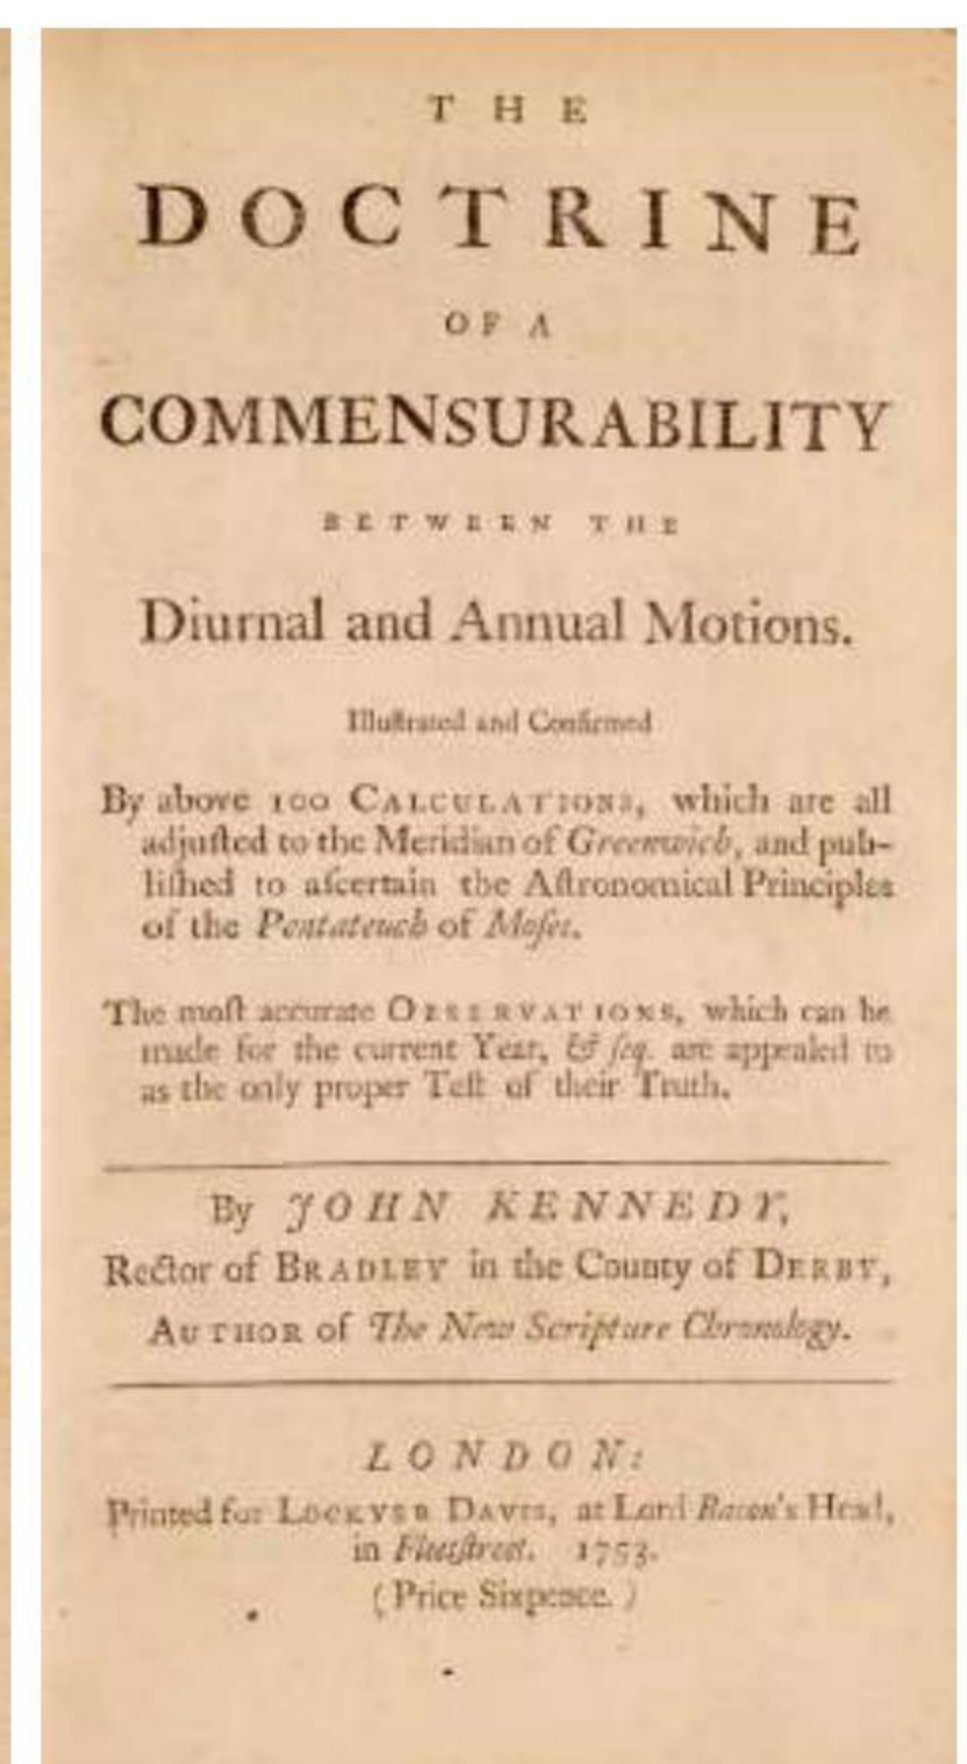 THE
DOCTRINE
OF A
COMMENSURABILITY
BETWEEN THE
Diurnal and Annual Motions.
Illuſtrated and Confirmed
By above 100 CALCULATIONS, which are all
adjuſted to the Meridian of Greenwich, and pub-
liſhed to aſcertain the Aſtronomical Principles
of the Pentateuch of Moſes.
The moſt accurate OBSERVATIONS, which can be
made for the current Year, & ſeq. are appealed to
as the only proper Teſt of their Truth.
By JOHN KENNEDY,
Rector of BRADLEY in the County of DERBY,
AUTHOR of The New Scripture Chronology.
LONDON:
Printed for LOCKYER DAVIS, at Lord Bacon's Head,
in Fleetſtreet. 1753.
(Price Sixpence.)